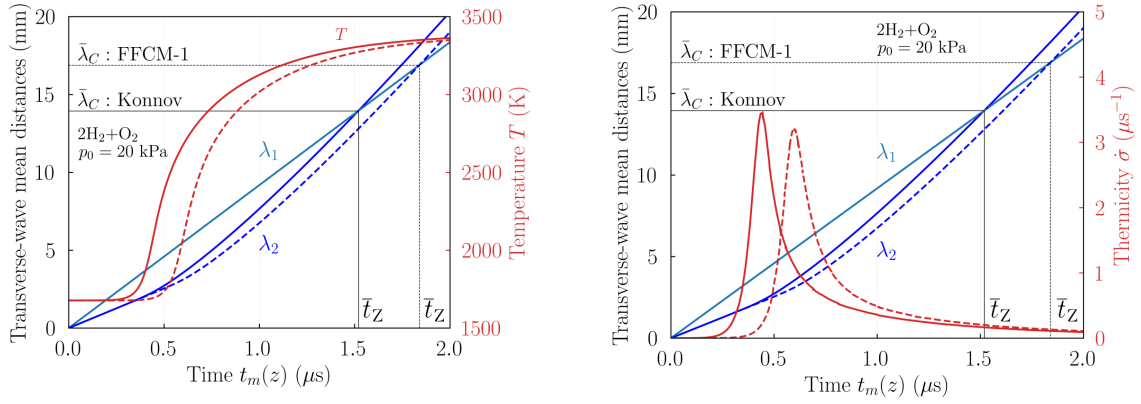 Transverse-wave mean distances (mm)
20
15
10
5
0
λ̄_C : FFCM-1
λ̄_C : Konnov
2H₂+O₂
p₀ = 20 kPa
T
λ₁
λ₂
t̄_Z
t̄_Z
3500
3000
2500
2000
1500
Temperature T (K)
0.0 0.5 1.0 1.5 2.0
Time t_m(z) (μs)
Transverse-wave mean distances (mm)
20
15
10
5
0
2H₂+O₂
p₀ = 20 kPa
λ̄_C : FFCM-1
λ̄_C : Konnov
λ₁
λ₂
t̄_Z
t̄_Z
5
4
3
2
1
0
Thermicity σ̇ (μs⁻¹)
0.0 0.5 1.0 1.5 2.0
Time t_m(z) (μs)